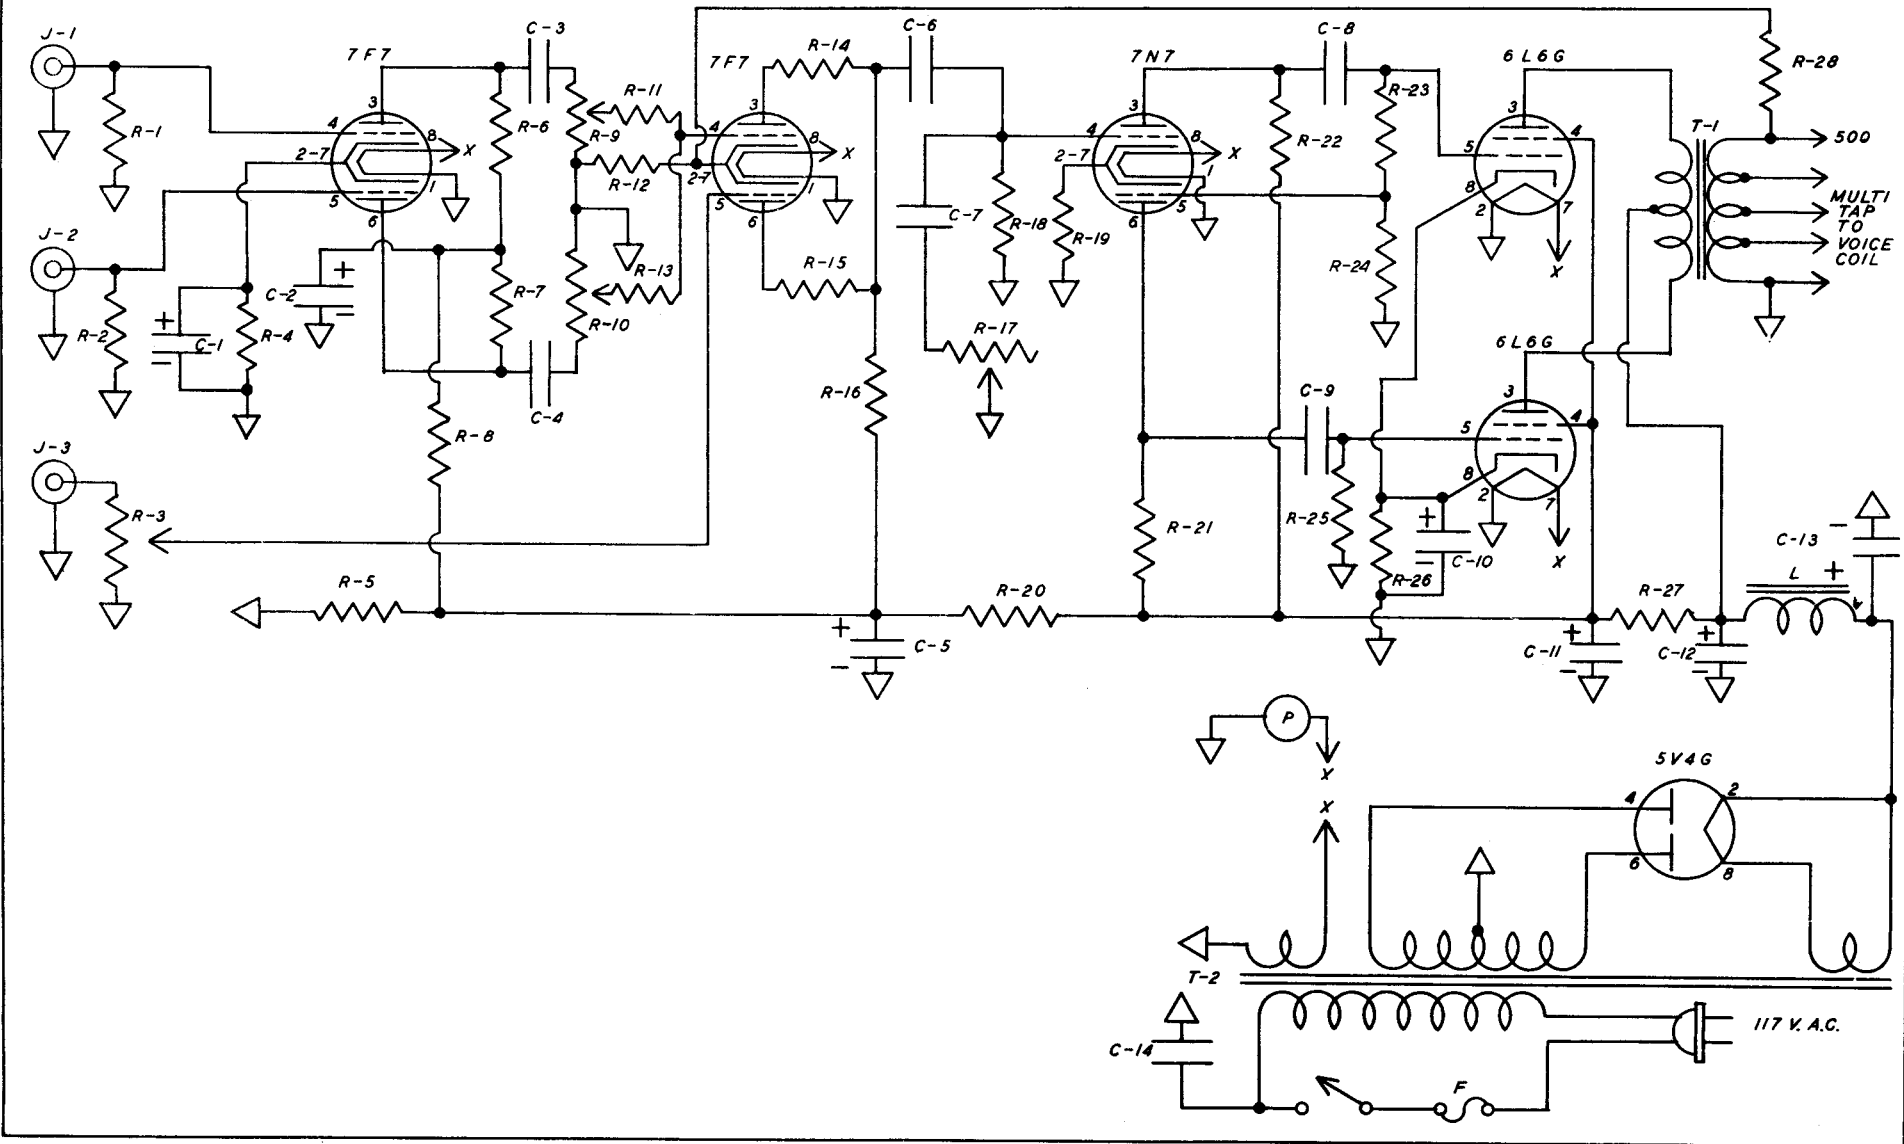 J-1
R-1
J-2
R-2
J-3
R-3
7F7
3
4
8
X
2-7
1
5
6
C-1
+
-
R-4
C-2
+
-
R-5
R-6
R-7
R-8
C-3
C-4
R-9
R-10
R-11
R-12
R-13
7F7
3
4
8
X
2-7
1
5
6
R-14
R-15
R-16
C-5
+
-
C-6
C-7
R-17
R-18
R-19
R-20
7N7
3
4
8
X
2-7
1
5
6
R-21
R-22
C-8
R-23
R-24
C-9
R-25
R-26
C-10
+
-
6L6G
3
4
5
8
2
7
X
6L6G
3
4
5
8
2
7
X
T-1
R-28
500
MULTI
TAP
TO
VOICE
COIL
R-27
C-11
+
-
C-12
+
-
L
C-13
+
-
P
X
X
5V4G
4
2
6
8
T-2
C-14
F
117 V. A.C.